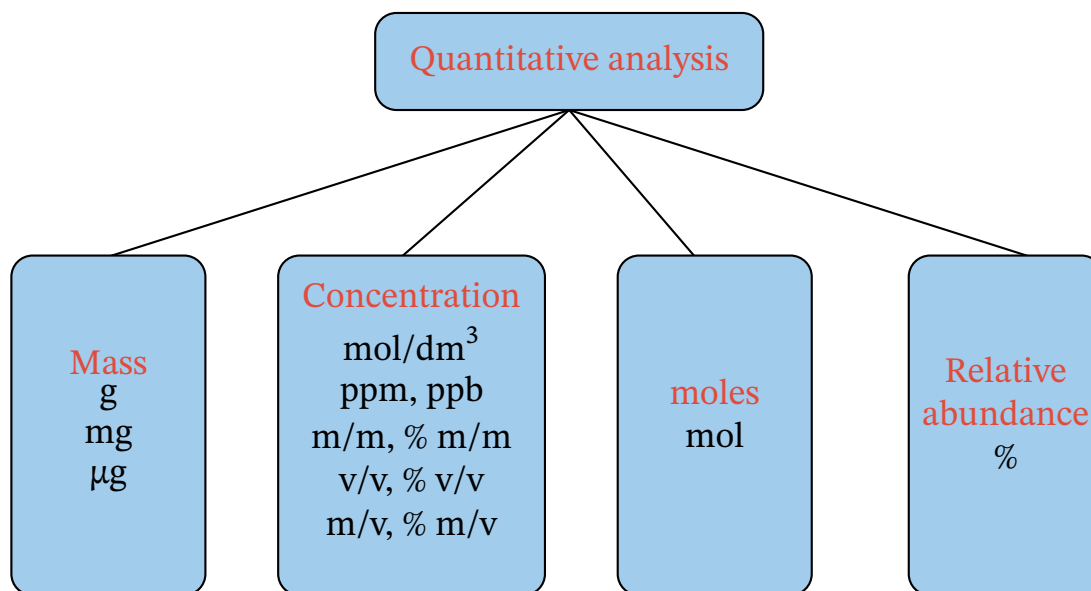 Quantitative analysis
Mass
g
mg
μg
Concentration
mol/dm³
ppm, ppb
m/m, % m/m
v/v, % v/v
m/v, % m/v
moles
mol
Relative
abundance
%